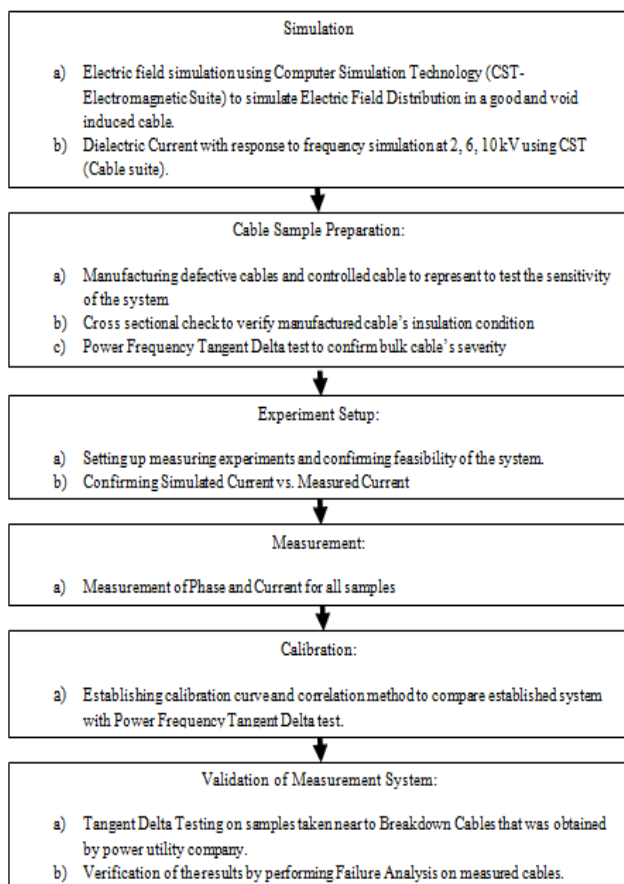 Simulation
a) Electric field simulation using Computer Simulation Technology (CST-
Electromagnetic Suite) to simulate Electric Field Distribution in a good and void
induced cable.
b) Dielectric Current with response to frequency simulation at 2, 6, 10 kV using CST
(Cable suite).
Cable Sample Preparation:
a) Manufacturing defective cables and controlled cable to represent to test the sensitivity
of the system
b) Cross sectional check to verify manufactured cable's insulation condition
c) Power Frequency Tangent Delta test to confirm bulk cable's severity
Experiment Setup:
a) Setting up measuring experiments and confirming feasibility of the system.
b) Confirming Simulated Current vs. Measured Current
Measurement:
a) Measurement of Phase and Current for all samples
Calibration:
a) Establishing calibration curve and correlation method to compare established system
with Power Frequency Tangent Delta test.
Validation of Measurement System:
a) Tangent Delta Testing on samples taken near to Breakdown Cables that was obtained
by power utility company.
b) Verification of the results by performing Failure Analysis on measured cables.